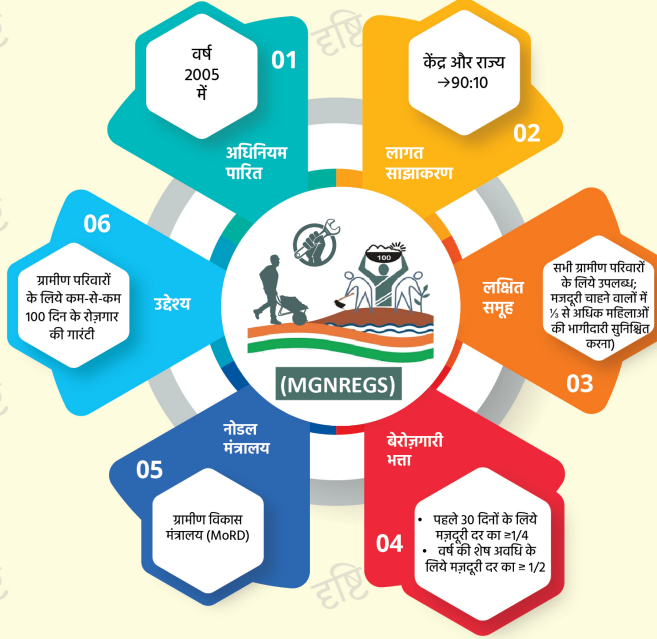 वर्ष
2005
में
01
अधिनियम
पारित
केंद्र और राज्य
→90:10
02
लागत
साझाकरण
सभी ग्रामीण परिवारों
के लिये उपलब्ध;
मज़दूरी चाहने वालों में
⅓ से अधिक महिलाओं
की भागीदारी सुनिश्चित
करना)
लक्षित
समूह
03
बेरोज़गारी
भत्ता
04
• पहले 30 दिनों के लिये
मज़दूरी दर का ≥1/4
• वर्ष की शेष अवधि के
लिये मज़दूरी दर का ≥ 1/2
नोडल
मंत्रालय
05
ग्रामीण विकास
मंत्रालय (MoRD)
06
ग्रामीण परिवारों
के लिये कम-से-कम
100 दिन के रोज़गार
की गारंटी
उद्देश्य
100
(MGNREGS)
दृष्टि
दृष्टि